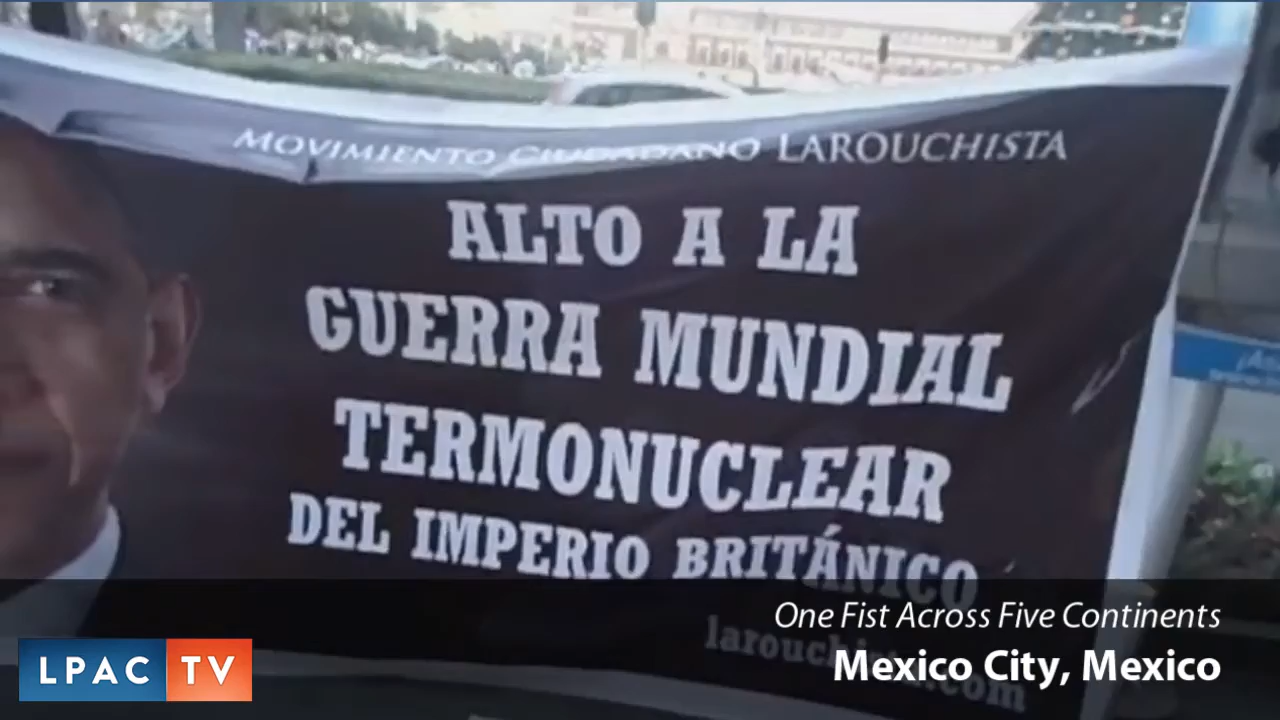 MOVIMIENTO CIUDADANO LAROUCHISTA
ALTO A LA
GUERRA MUNDIAL
TERMONUCLEAR
DEL IMPERIO BRITÁNICO
One Fist Across Five Continents
Mexico City, Mexico
LPAC TV